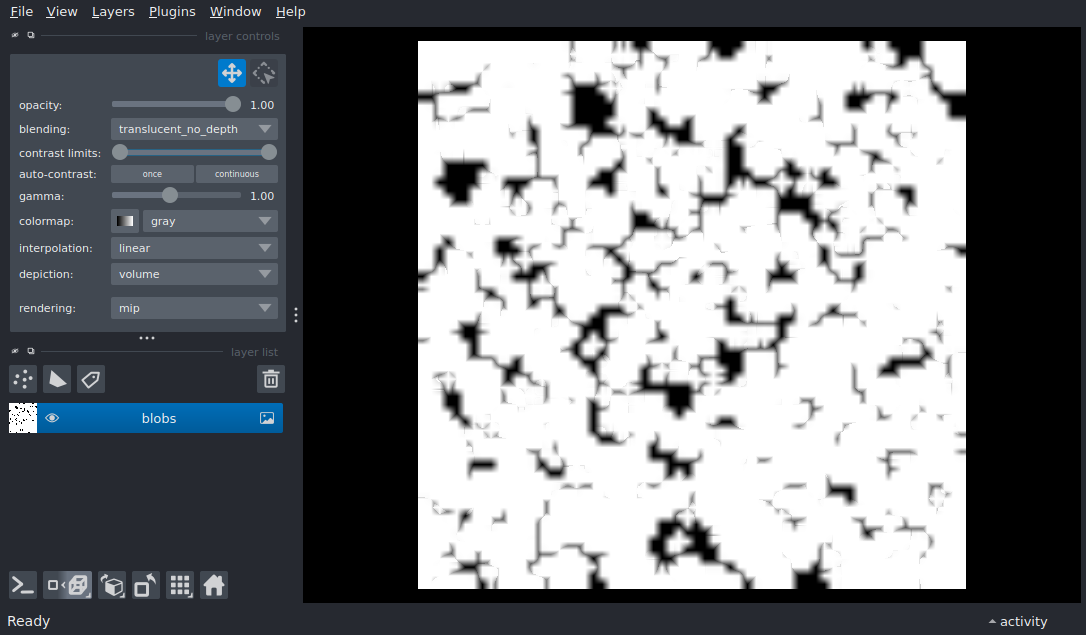 File View Layers Plugins Window Help
layer controls
opacity: 1.00
blending: translucent_no_depth
contrast limits:
auto-contrast: once continuous
gamma: 1.00
colormap: gray
interpolation: linear
depiction: volume
rendering: mip
layer list
blobs
Ready activity